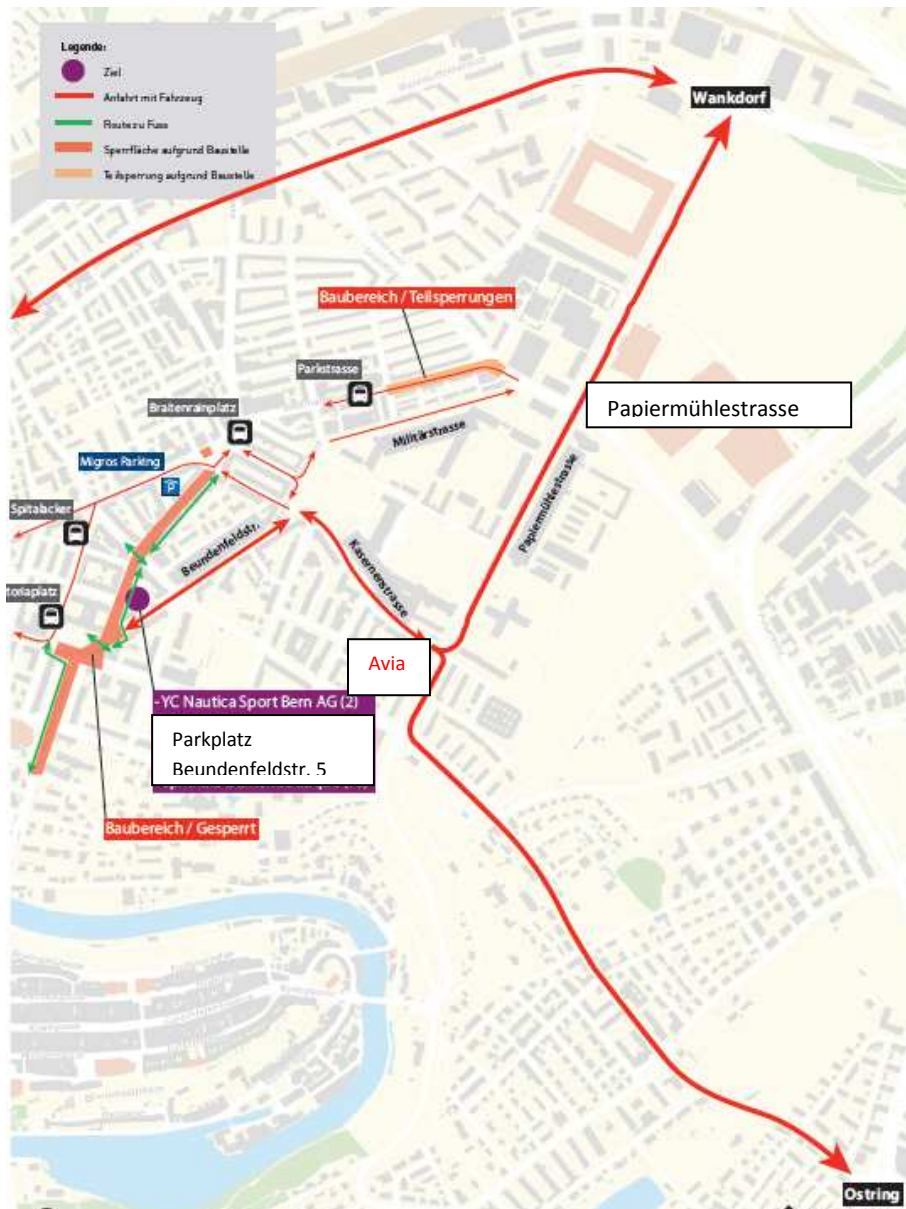 Legende:
Ziel
Anfahrt mit Fahrzeug
Route zu Fuss
Sperrfläche aufgrund Baustelle
Teilsperrung aufgrund Baustelle
Wankdorf
Baubereich / Teilsperrungen
Parkstrasse
Papiermühlestrasse
Breitenrainplatz
Militärstrasse
Migros Parking
P
Papiermühlestrasse
Spitalacker
Beundenfeldstr.
Kasernenstrasse
toriaplatz
Avia
- YC Nautica Sport Bern AG (2)
Parkplatz
Beundenfeldstr. 5
Baubereich / Gesperrt
Ostring